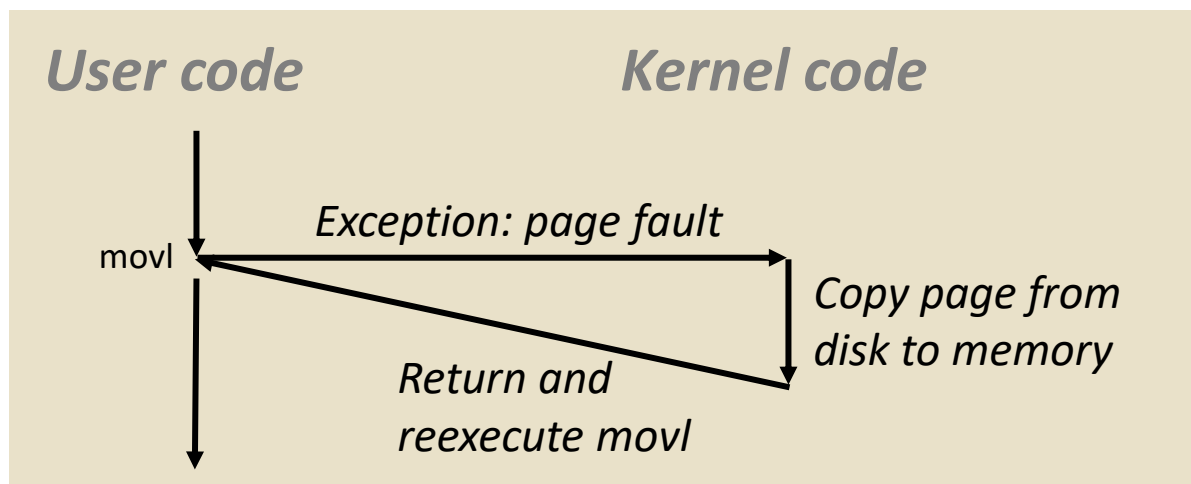 User code
Kernel code
Exception: page fault
movl
Copy page from
disk to memory
Return and
reexecute movl